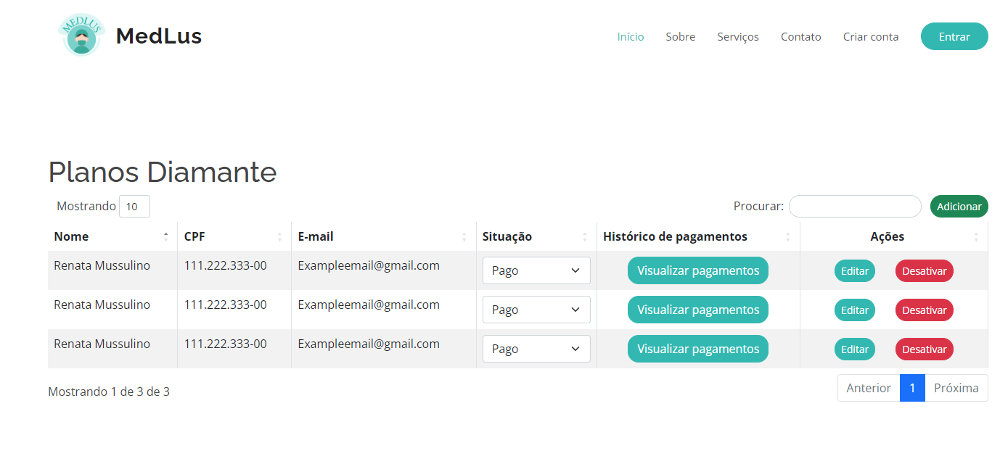 MEDLUS
MedLus
Início Sobre Serviços Contato Criar conta Entrar
Planos Diamante
Mostrando 10 Procurar: Adicionar
Nome CPF E-mail Situação Histórico de pagamentos Ações
Renata Mussulino 111.222.333-00 Exampleemail@gmail.com Pago Visualizar pagamentos Editar Desativar
Renata Mussulino 111.222.333-00 Exampleemail@gmail.com Pago Visualizar pagamentos Editar Desativar
Renata Mussulino 111.222.333-00 Exampleemail@gmail.com Pago Visualizar pagamentos Editar Desativar
Mostrando 1 de 3 de 3 Anterior 1 Próxima